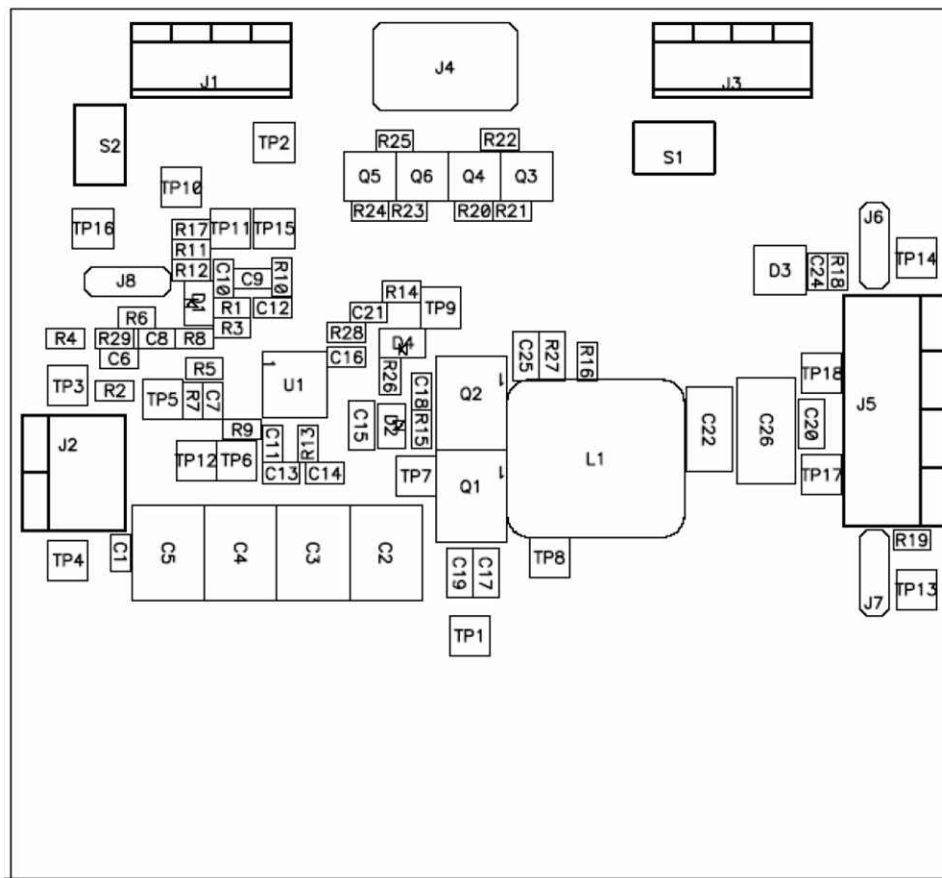 J1
J4
J3
S2
TP2
R25
R22
S1
Q5
Q6
Q4
Q3
TP10
R24
R23
R20
R21
TP16
R17
TP11
TP15
J6
R11
TP14
R12
C10
C9
R10
D3
C24
R18
J8
D1
R14
TP9
R1
C12
C21
R6
R3
R28
R4
R29
C8
R8
D4
C6
C16
C25
R27
R16
R5
1
U1
R26
1
Q2
TP18
TP3
R2
TP5
R7
C7
C18
C15
D2
R15
C22
C26
C20
J5
R9
C11
R13
J2
TP12
TP6
C13
C14
TP7
Q1
1
L1
TP17
R19
TP4
C1
C5
C4
C3
C2
C19
C17
TP8
J7
TP13
TP1